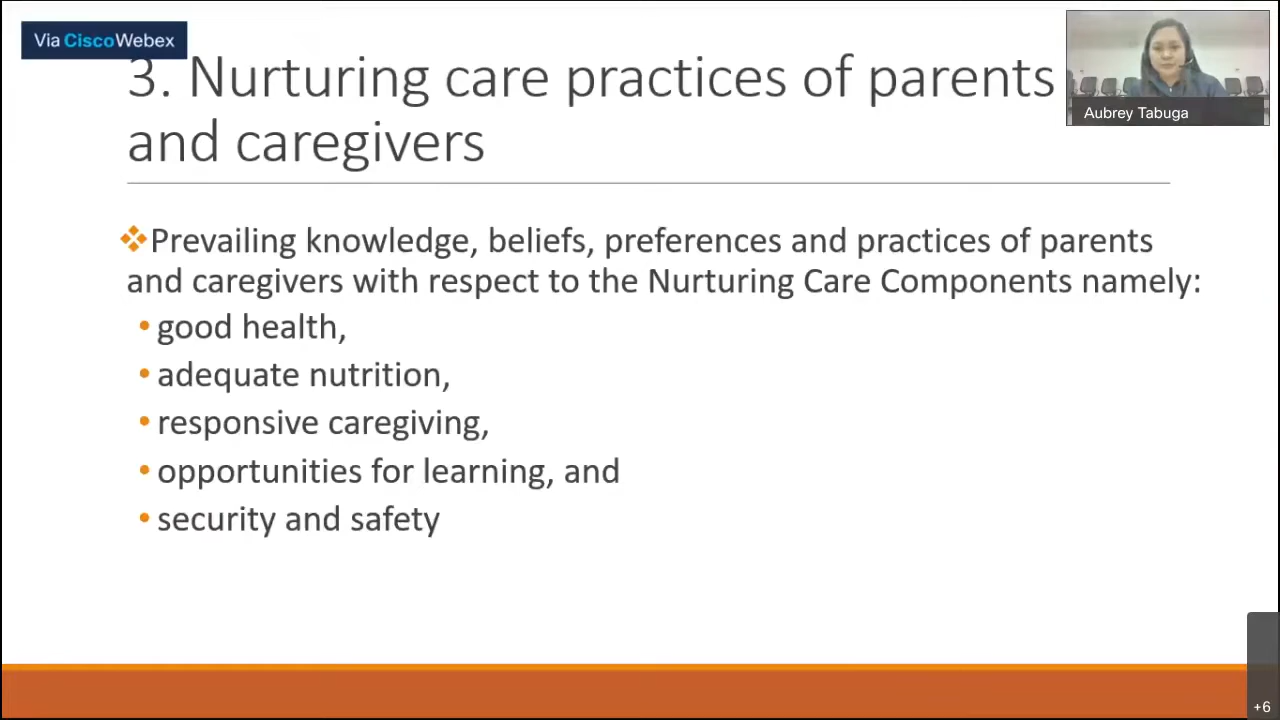 Via CiscoWebex
3. Nurturing care practices of parents
and caregivers
Aubrey Tabuga
❖Prevailing knowledge, beliefs, preferences and practices of parents
and caregivers with respect to the Nurturing Care Components namely:
• good health,
• adequate nutrition,
• responsive caregiving,
• opportunities for learning, and
• security and safety
+6